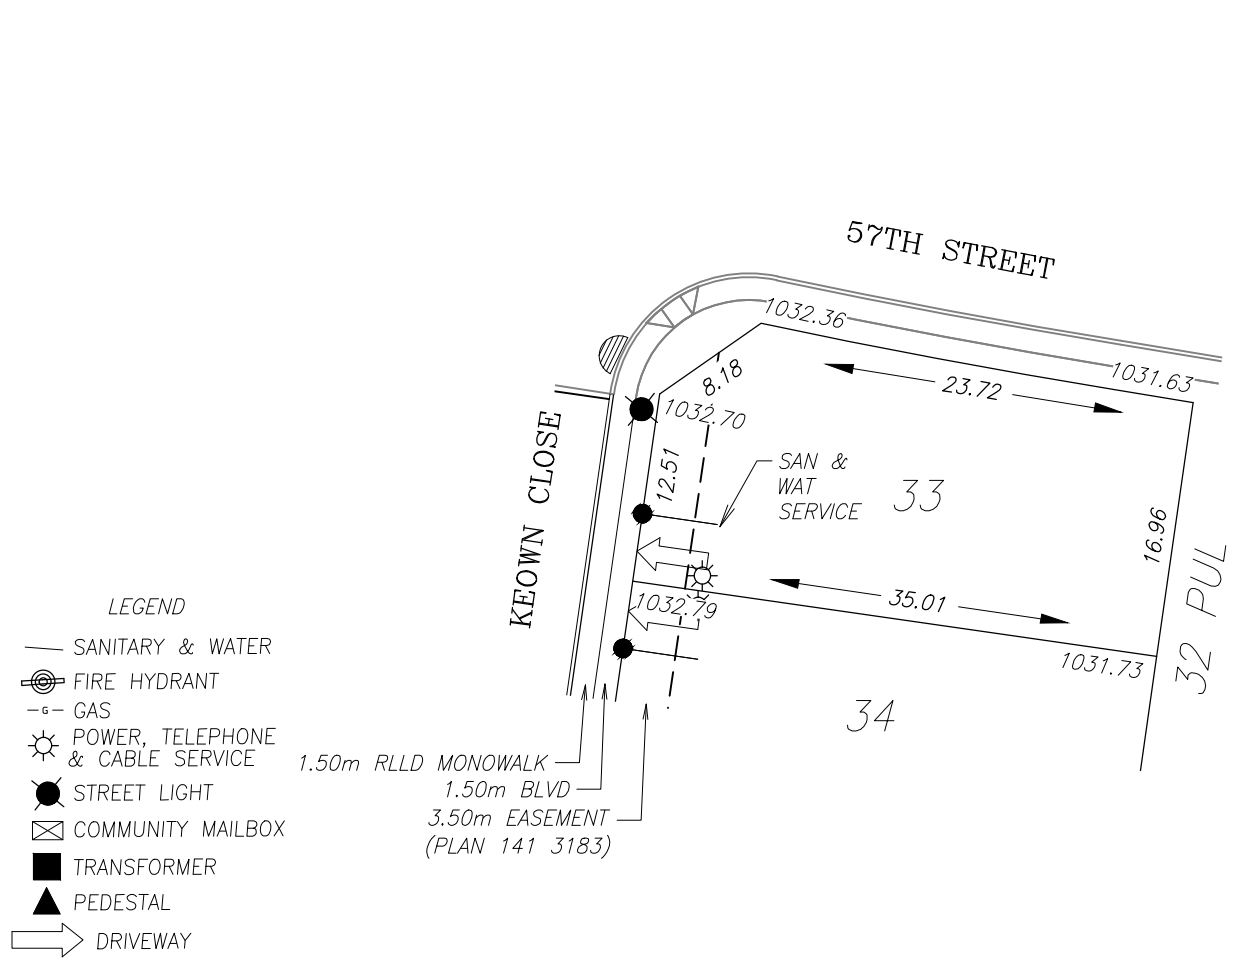 57TH STREET
1032.36
1031.63
8.18
23.72
1032.70
KEOWN CLOSE
12.51
SAN &
WAT
SERVICE
33
16.96
32 PUL
35.01
1032.79
1031.73
34
1.50m RLLD MONOWALK
1.50m BLVD
3.50m EASEMENT
(PLAN 141 3183)
LEGEND
SANITARY & WATER
FIRE HYDRANT
G GAS
POWER, TELEPHONE
& CABLE SERVICE
STREET LIGHT
COMMUNITY MAILBOX
TRANSFORMER
PEDESTAL
DRIVEWAY